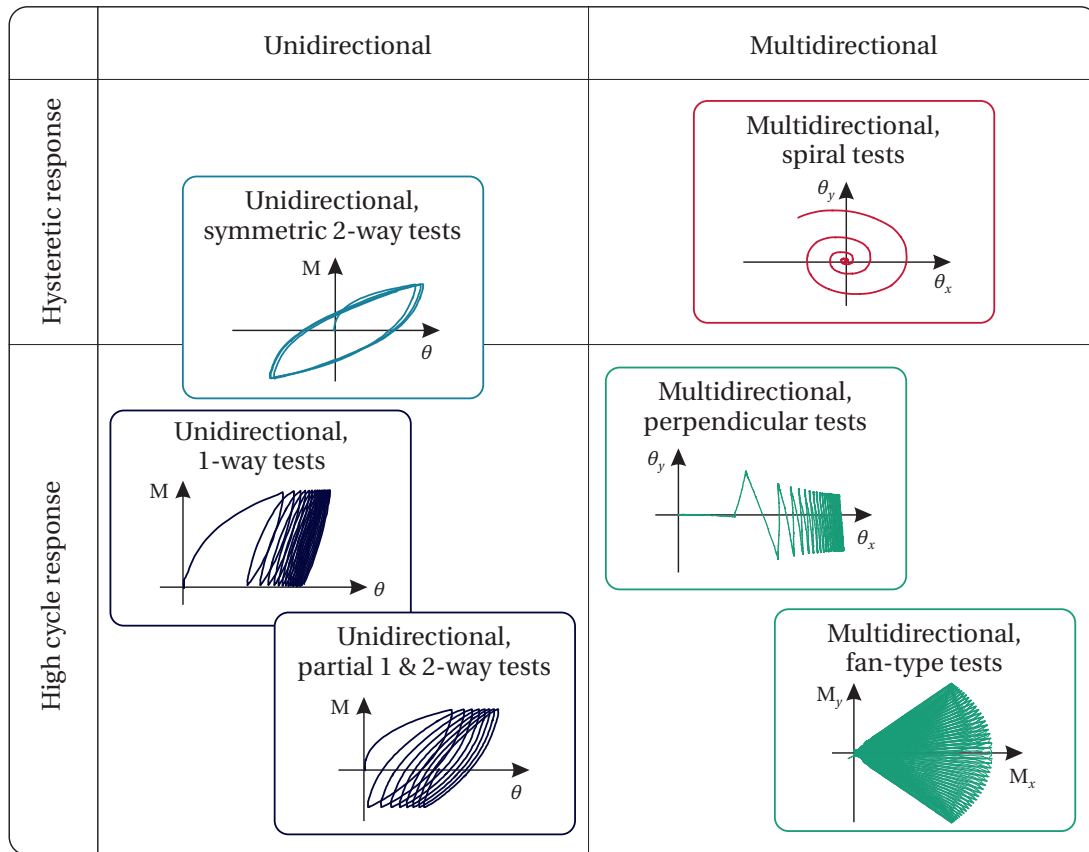 Unidirectional
Multidirectional
Hysteretic response
Multidirectional,
spiral tests
θy
θx
Unidirectional,
symmetric 2-way tests
M
θ
High cycle response
Unidirectional,
1-way tests
M
θ
Multidirectional,
perpendicular tests
θy
θx
Unidirectional,
partial 1 & 2-way tests
M
θ
Multidirectional,
fan-type tests
My
Mx